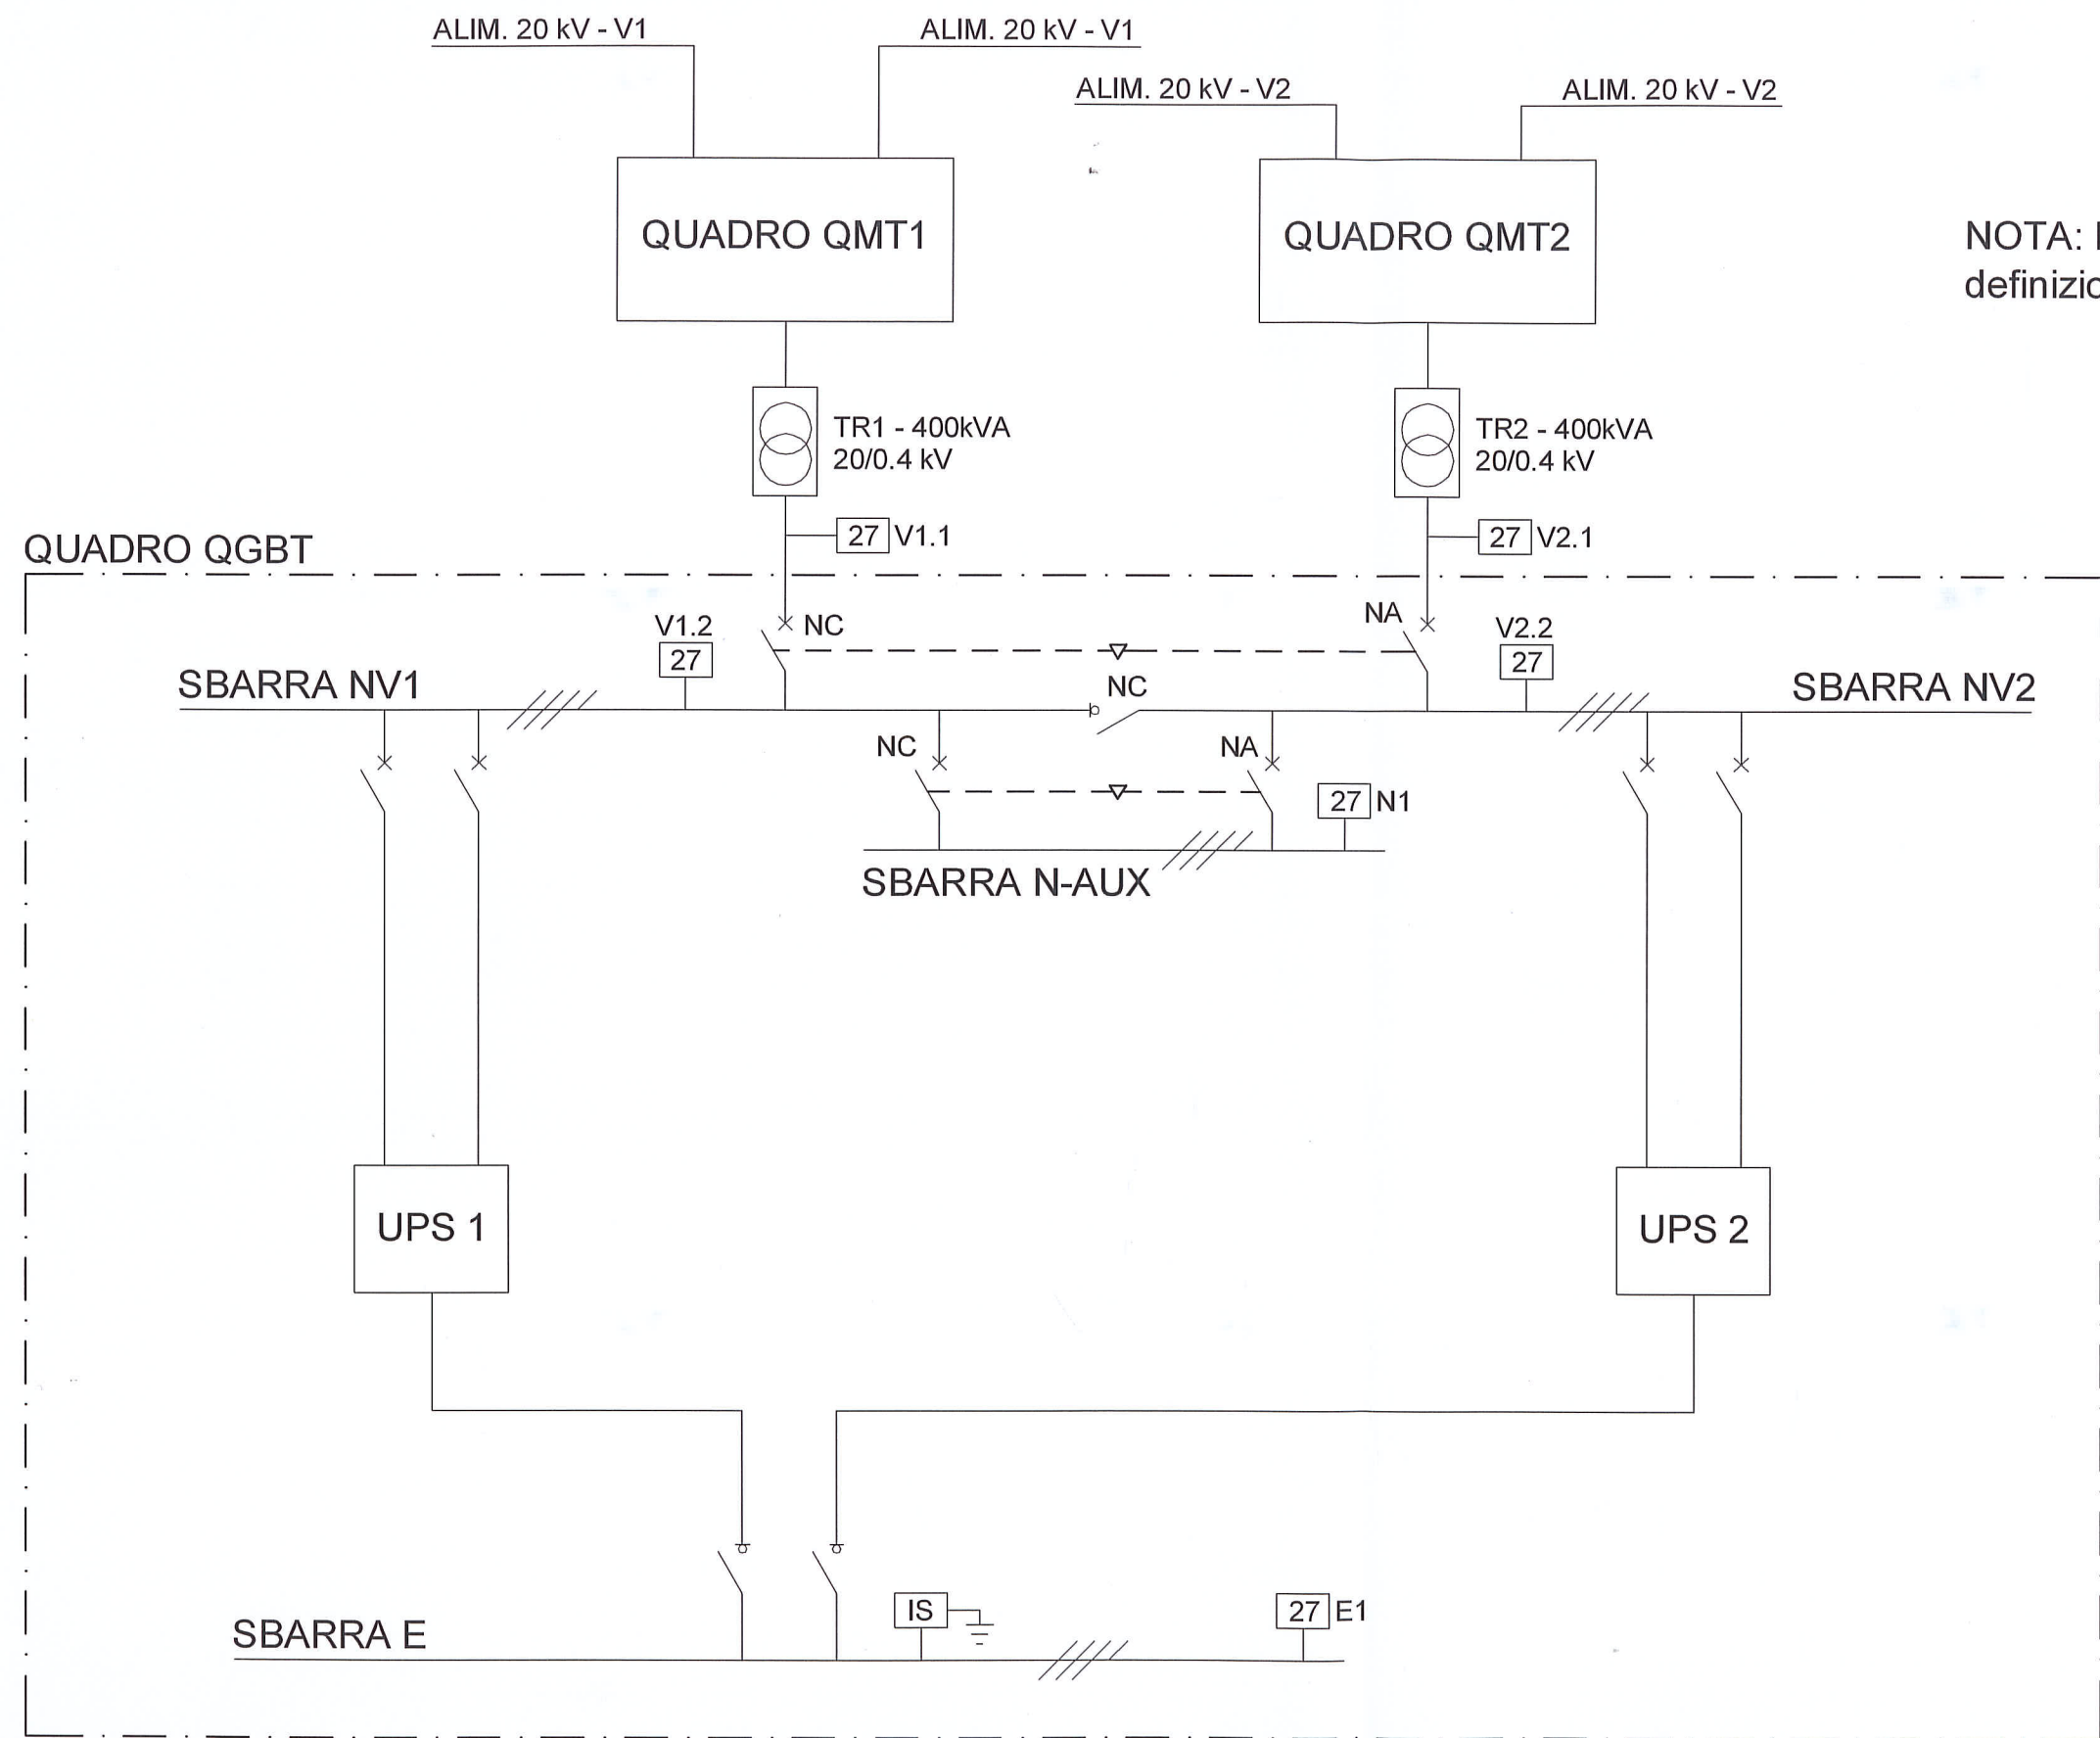 ALIM. 20 kV - V1
ALIM. 20 kV - V1
ALIM. 20 kV - V2
ALIM. 20 kV - V2
QUADRO QMT1
QUADRO QMT2
NOTA:
TR1 - 400kVA
20/0.4 kV
TR2 - 400kVA
20/0.4 kV
27 V1.1
27 V2.1
QUADRO QGBT
V1.2
27
NC
NA
V2.2
27
SBARRA NV1
NC
SBARRA NV2
NC
NA
27 N1
SBARRA N-AUX
UPS 1
UPS 2
IS
27 E1
SBARRA E